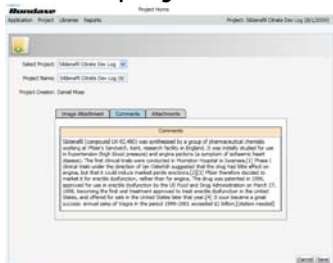 Rondaxe
Project Home
Application Project Libraries Reports
Project: Sildenafil Citrate Dev Log (8/1/2009)
Select Project: Sildenafil Citrate Dev Log
Project Name: Sildenafil Citrate Dev Log (8/
Project Creator: Daniel Muse
Image Attachment Comments Attachments
Comments
Sildenafil (compound UK-92,480) was synthesized by a group of pharmaceutical chemists
working at Pfizer's Sandwich, Kent, research facility in England. It was initially studied for use
in hypertension (high blood pressure) and angina pectoris (a symptom of ischaemic heart
disease). The first clinical trials were conducted in Morriston Hospital in Swansea.[1] Phase I
clinical trials under the direction of Ian Osterloh suggested that the drug had little effect on
angina, but that it could induce marked penile erections.[2][3] Pfizer therefore decided to
market it for erectile dysfunction, rather than for angina. The drug was patented in 1996,
approved for use in erectile dysfunction by the US Food and Drug Administration on March 27,
1998, becoming the first oral treatment approved to treat erectile dysfunction in the United
States, and offered for sale in the United States later that year.[4] It soon became a great
success: annual sales of Viagra in the period 1999–2001 exceeded $1 billion.[citation needed]
Cancel Save